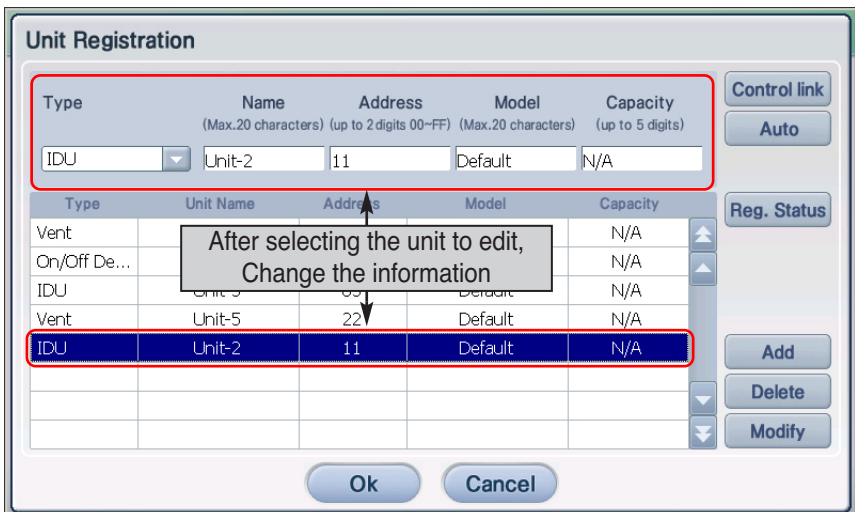 Unit Registration
Type Name Address Model Capacity
(Max.20 characters) (up to 2 digits 00~FF) (Max.20 characters) (up to 5 digits)
IDU Unit-2 11 Default N/A
Control link
Auto
Type Unit Name Address Model Capacity
Reg. Status
Vent N/A
After selecting the unit to edit,
Change the information
On/Off De... N/A
IDU N/A
Vent Unit-5 22 Default N/A
IDU Unit-2 11 Default N/A
Add
Delete
Modify
Ok Cancel